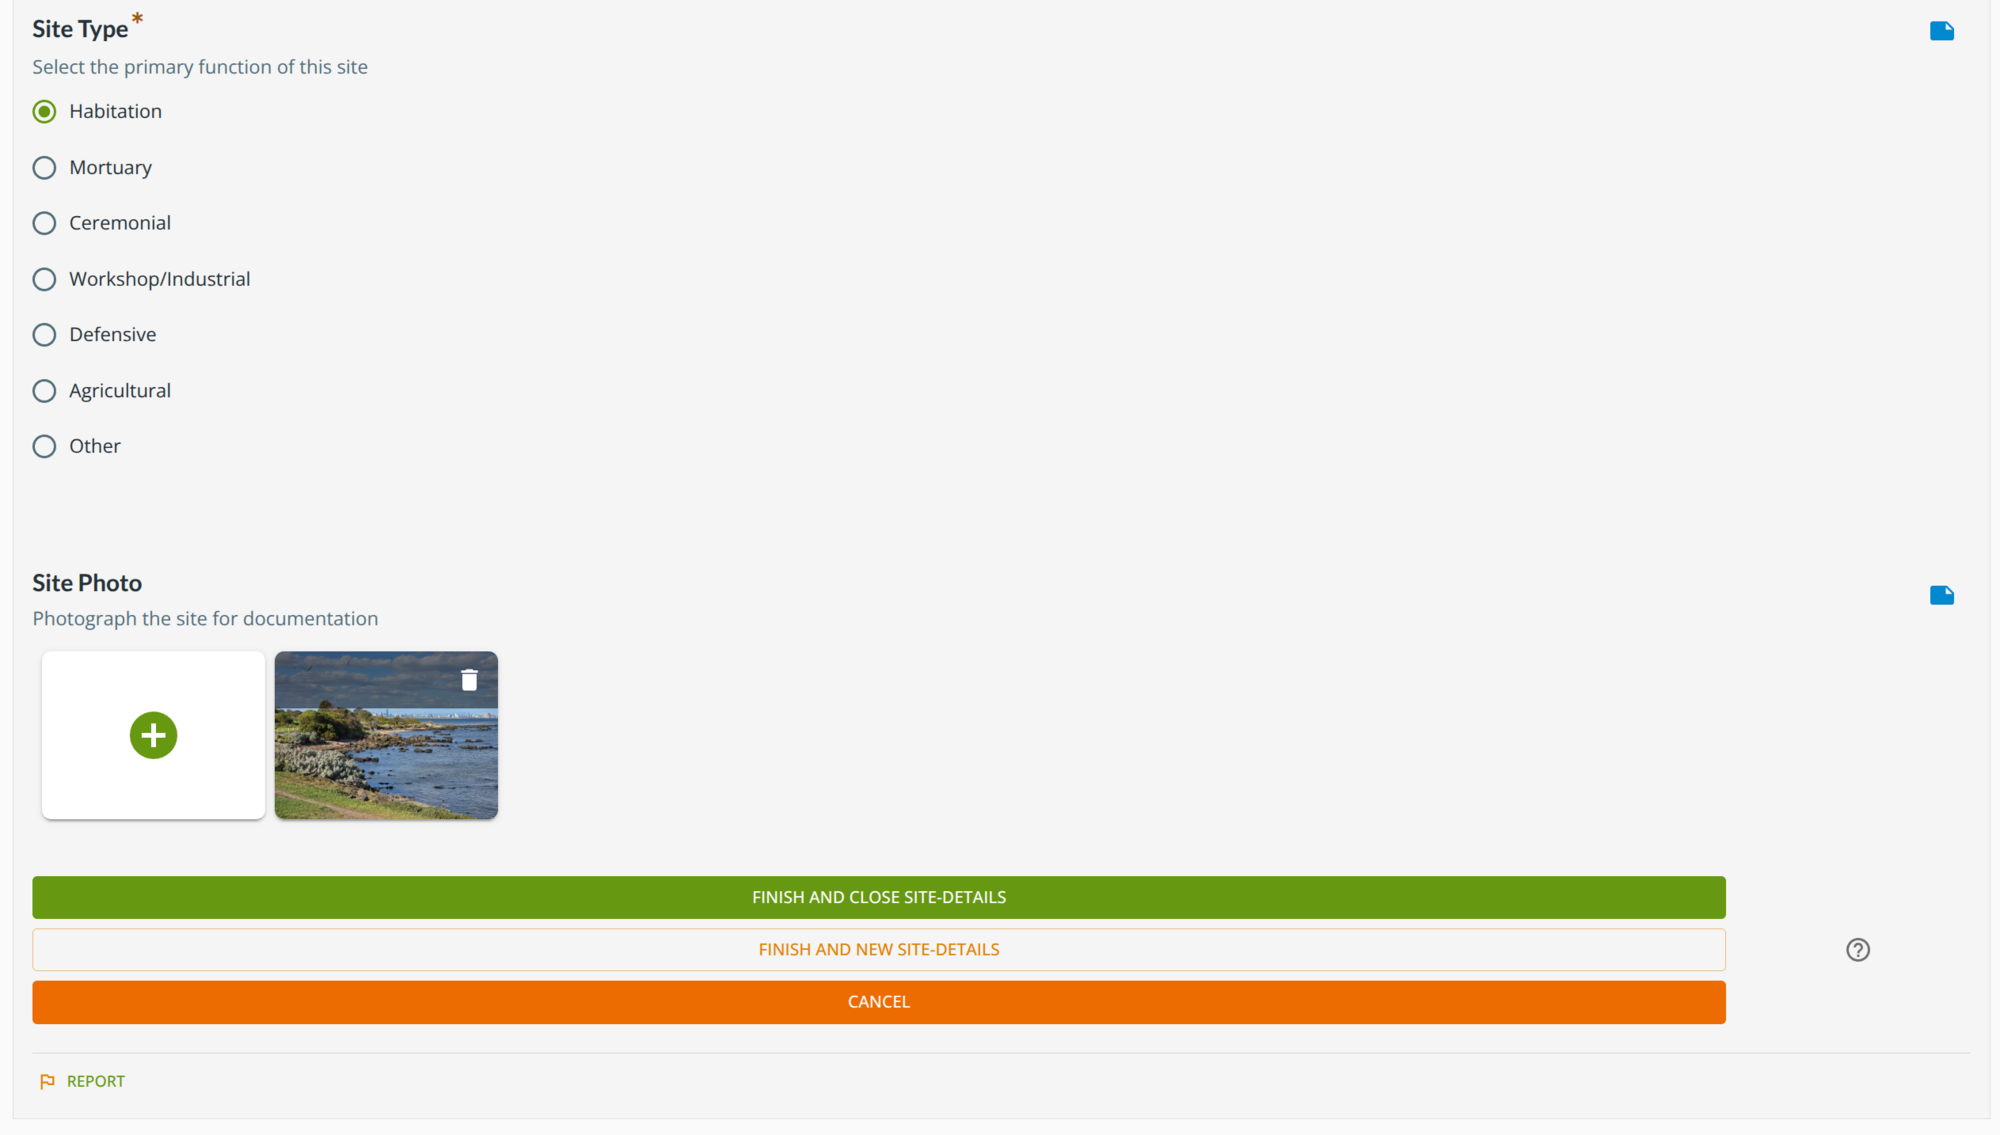 Site Type *
Select the primary function of this site
Habitation
Mortuary
Ceremonial
Workshop/Industrial
Defensive
Agricultural
Other
Site Photo
Photograph the site for documentation
FINISH AND CLOSE SITE-DETAILS
FINISH AND NEW SITE-DETAILS
CANCEL
REPORT